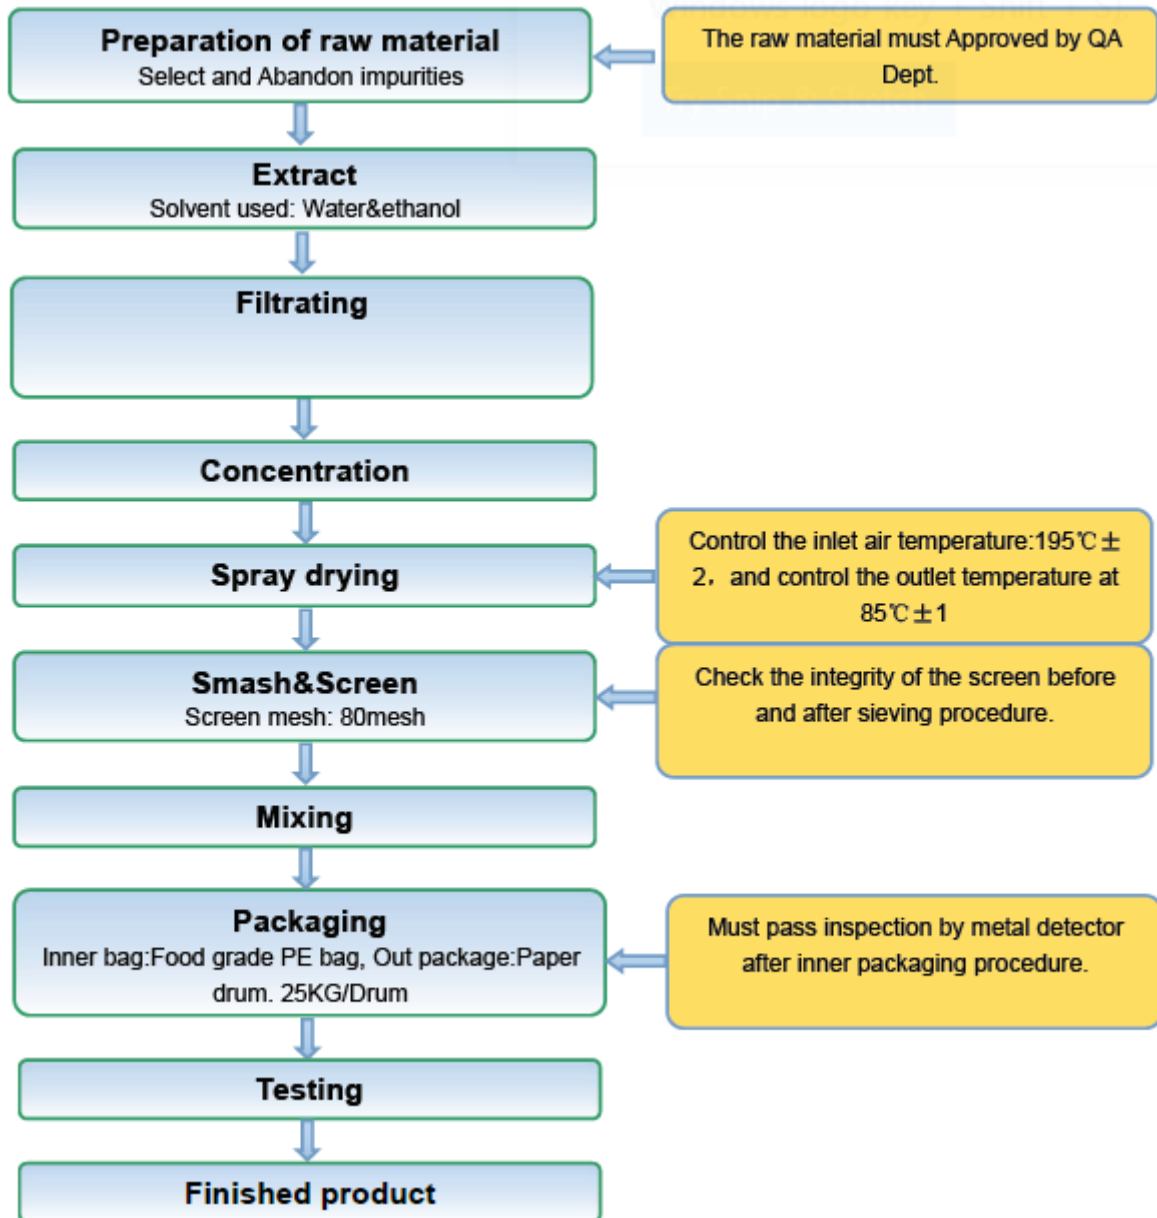 Preparation of raw material
Select and Abandon impurities
The raw material must Approved by QA
Dept.
Extract
Solvent used: Water&ethanol
Filtrating
Concentration
Spray drying
Control the inlet air temperature:195℃±
2，and control the outlet temperature at
85℃±1
Smash&Screen
Screen mesh: 80mesh
Check the integrity of the screen before
and after sieving procedure.
Mixing
Packaging
Inner bag:Food grade PE bag, Out package:Paper
drum. 25KG/Drum
Must pass inspection by metal detector
after inner packaging procedure.
Testing
Finished product